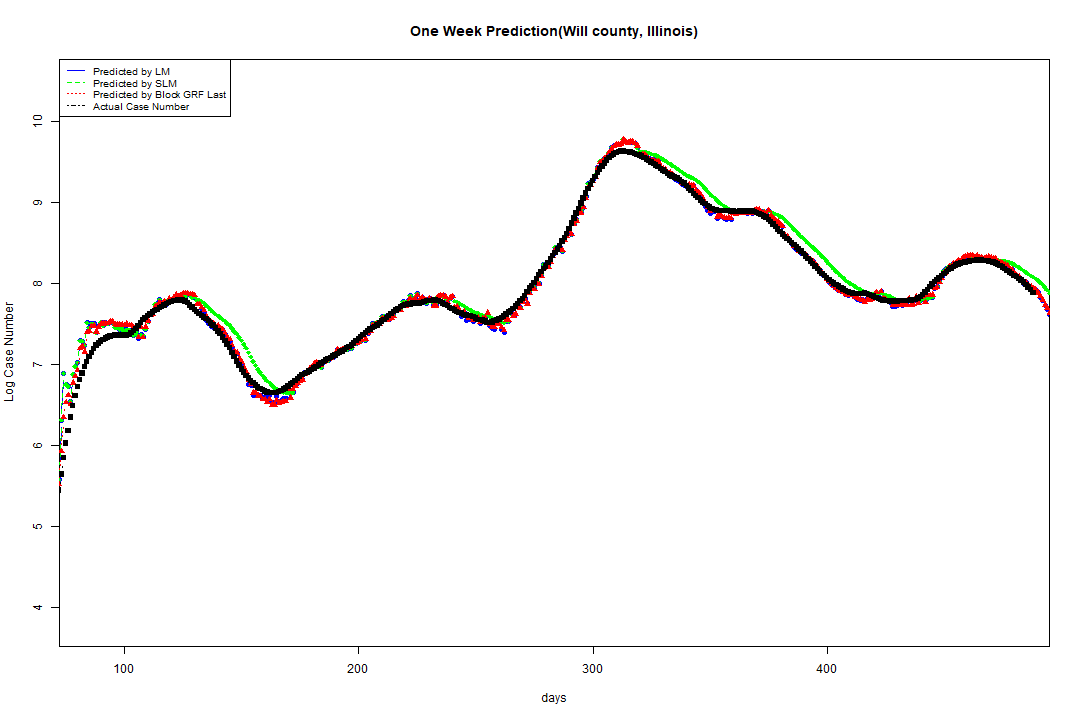 One Week Prediction(Will county, Illinois)
Predicted by LM
Predicted by SLM
Predicted by Block GRF Last
Actual Case Number
10
9
8
7
6
5
4
Log Case Number
100
200
300
400
days